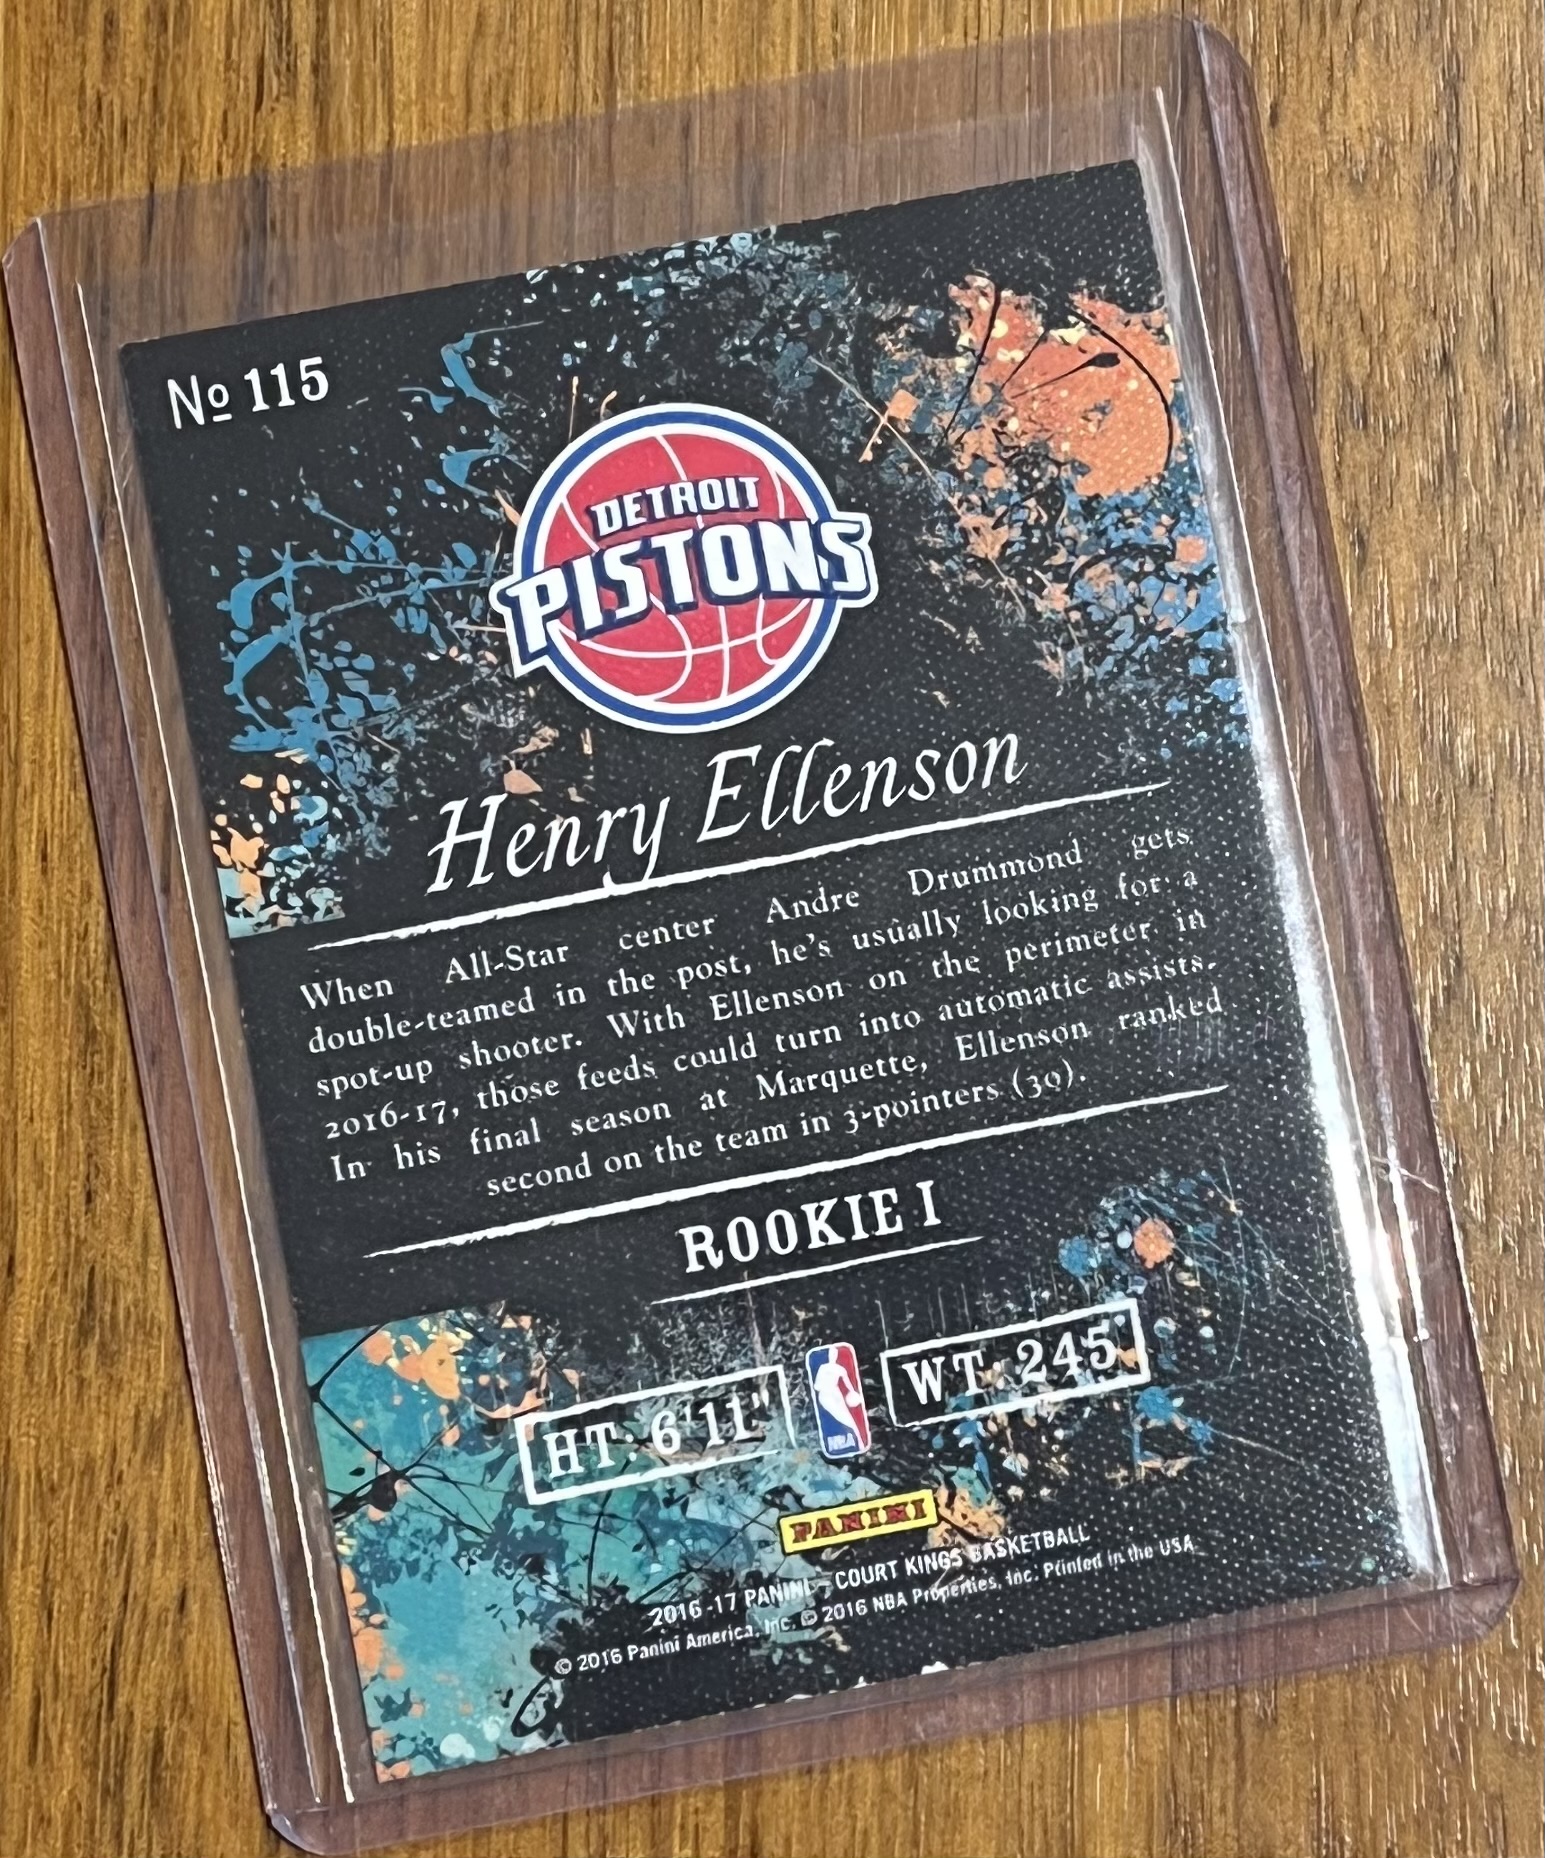 № 115
DETROIT
PISTONS
Henry Ellenson
When All-Star center Andre Drummond gets
double-teamed in the post, he's usually looking for a
spot-up shooter. With Ellenson on the perimeter in
2016-17, those feeds could turn into automatic assists.
In his final season at Marquette, Ellenson ranked
second on the team in 3-pointers (30).
ROOKIE I
HT: 6'11" WT: 245
NBA
PANINI
2016-17 PANINI – COURT KINGS BASKETBALL
© 2016 Panini America, Inc. © 2016 NBA Properties, Inc. Printed in the USA